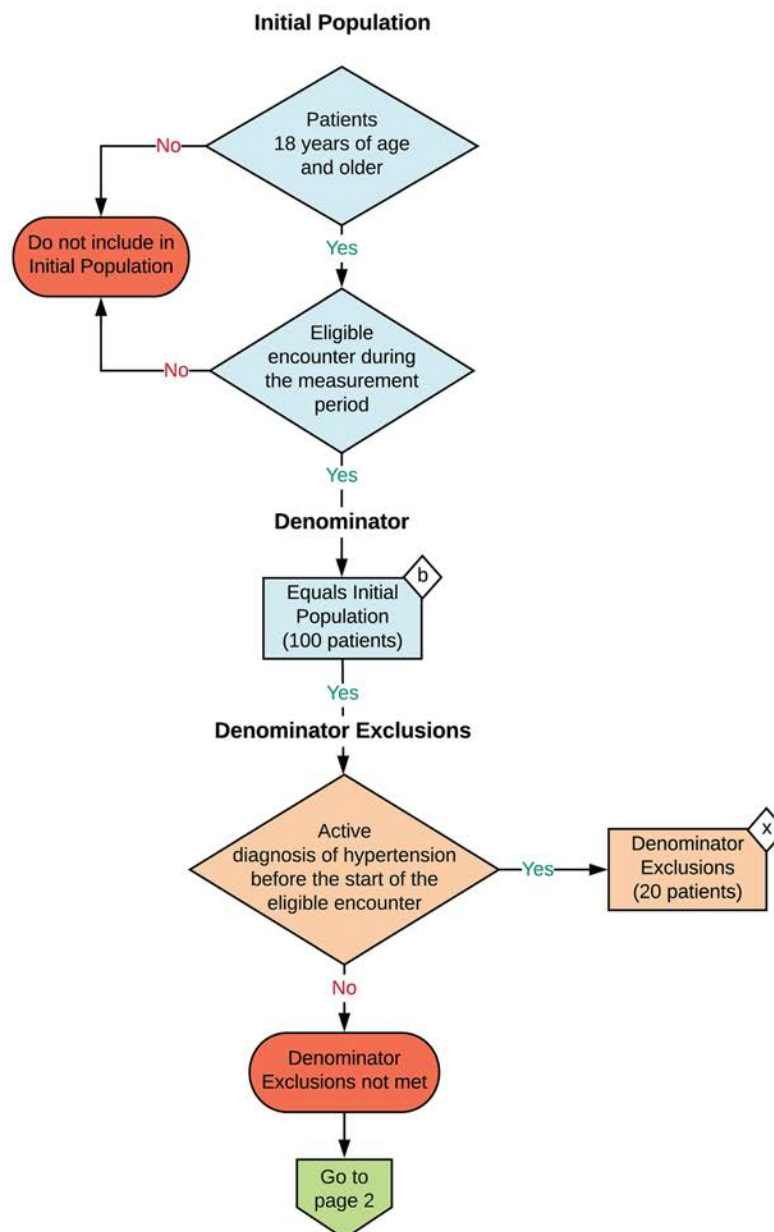 Initial Population
Patients
18 years of age
and older
No
Do not include in
Initial Population
Yes
Eligible
encounter during
the measurement
period
No
Yes
Denominator
b
Equals Initial
Population
(100 patients)
Yes
Denominator Exclusions
Active
diagnosis of hypertension
before the start of the
eligible encounter
Yes
x
Denominator
Exclusions
(20 patients)
No
Denominator
Exclusions not met
Go to
page 2